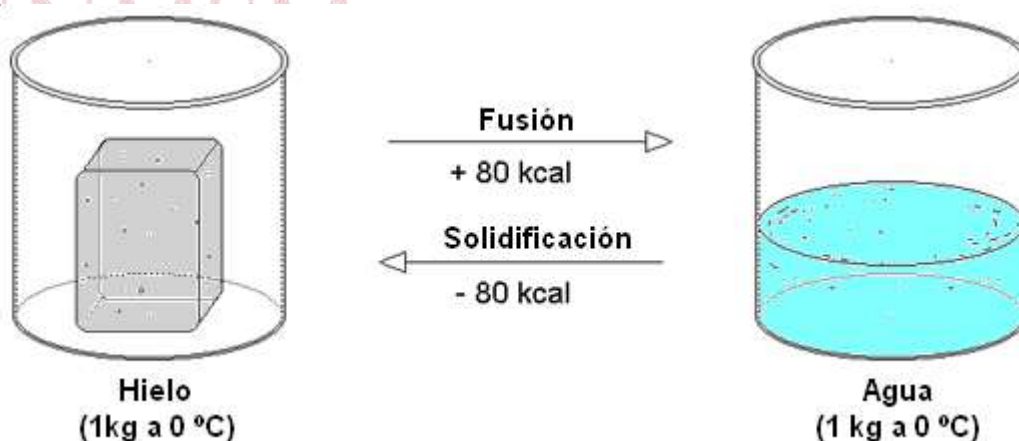 Fusión
+ 80 kcal
Solidificación
- 80 kcal
Hielo
(1kg a 0 ºC)
Agua
(1 kg a 0 ºC)